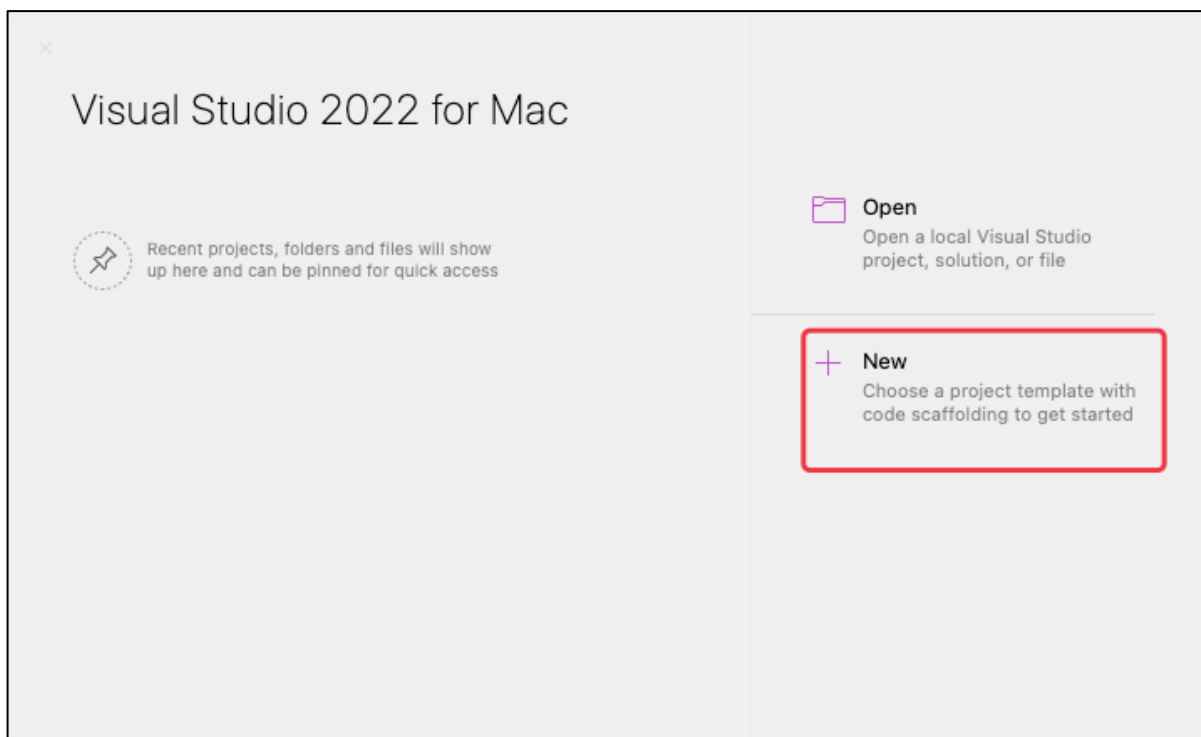 Visual Studio 2022 for Mac
Recent projects, folders and files will show
up here and can be pinned for quick access
Open
Open a local Visual Studio
project, solution, or file
New
Choose a project template with
code scaffolding to get started